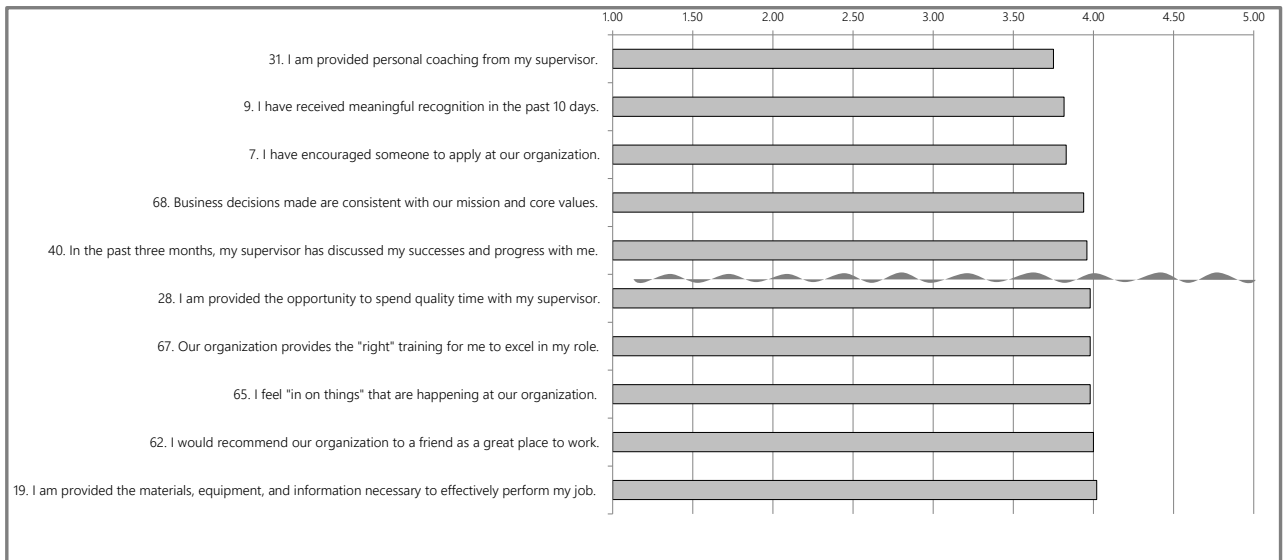 1.00 1.50 2.00 2.50 3.00 3.50 4.00 4.50 5.00
31. I am provided personal coaching from my supervisor.
9. I have received meaningful recognition in the past 10 days.
7. I have encouraged someone to apply at our organization.
68. Business decisions made are consistent with our mission and core values.
40. In the past three months, my supervisor has discussed my successes and progress with me.
28. I am provided the opportunity to spend quality time with my supervisor.
67. Our organization provides the "right" training for me to excel in my role.
65. I feel "in on things" that are happening at our organization.
62. I would recommend our organization to a friend as a great place to work.
19. I am provided the materials, equipment, and information necessary to effectively perform my job.